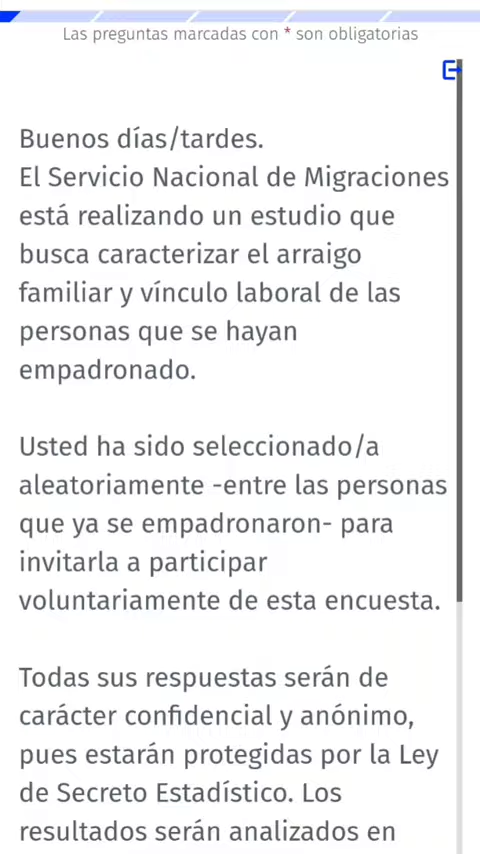 Las preguntas marcadas con * son obligatorias
Buenos días/tardes.
El Servicio Nacional de Migraciones
está realizando un estudio que
busca caracterizar el arraigo
familiar y vínculo laboral de las
personas que se hayan
empadronado.
Usted ha sido seleccionado/a
aleatoriamente -entre las personas
que ya se empadronaron- para
invitarla a participar
voluntariamente de esta encuesta.
Todas sus respuestas serán de
carácter confidencial y anónimo,
pues estarán protegidas por la Ley
de Secreto Estadístico. Los
resultados serán analizados en